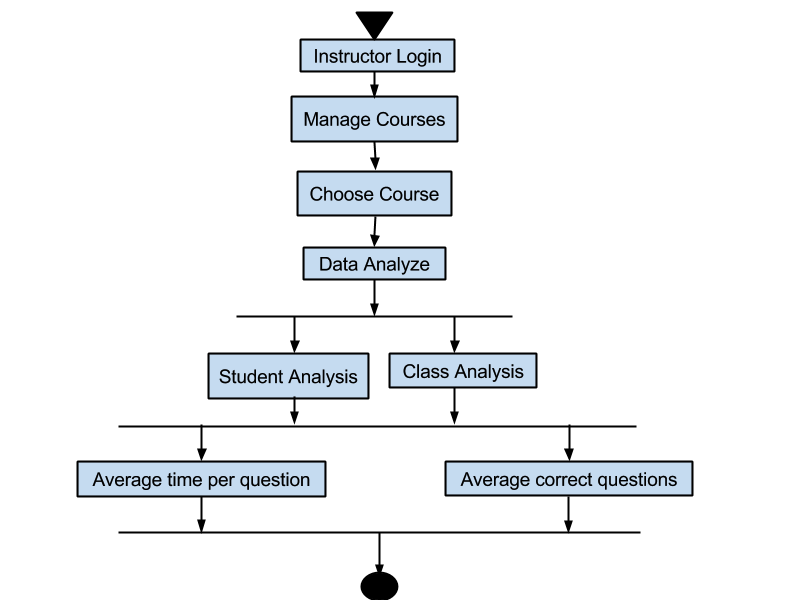 Instructor Login
Manage Courses
Choose Course
Data Analyze
Student Analysis
Class Analysis
Average time per question
Average correct questions